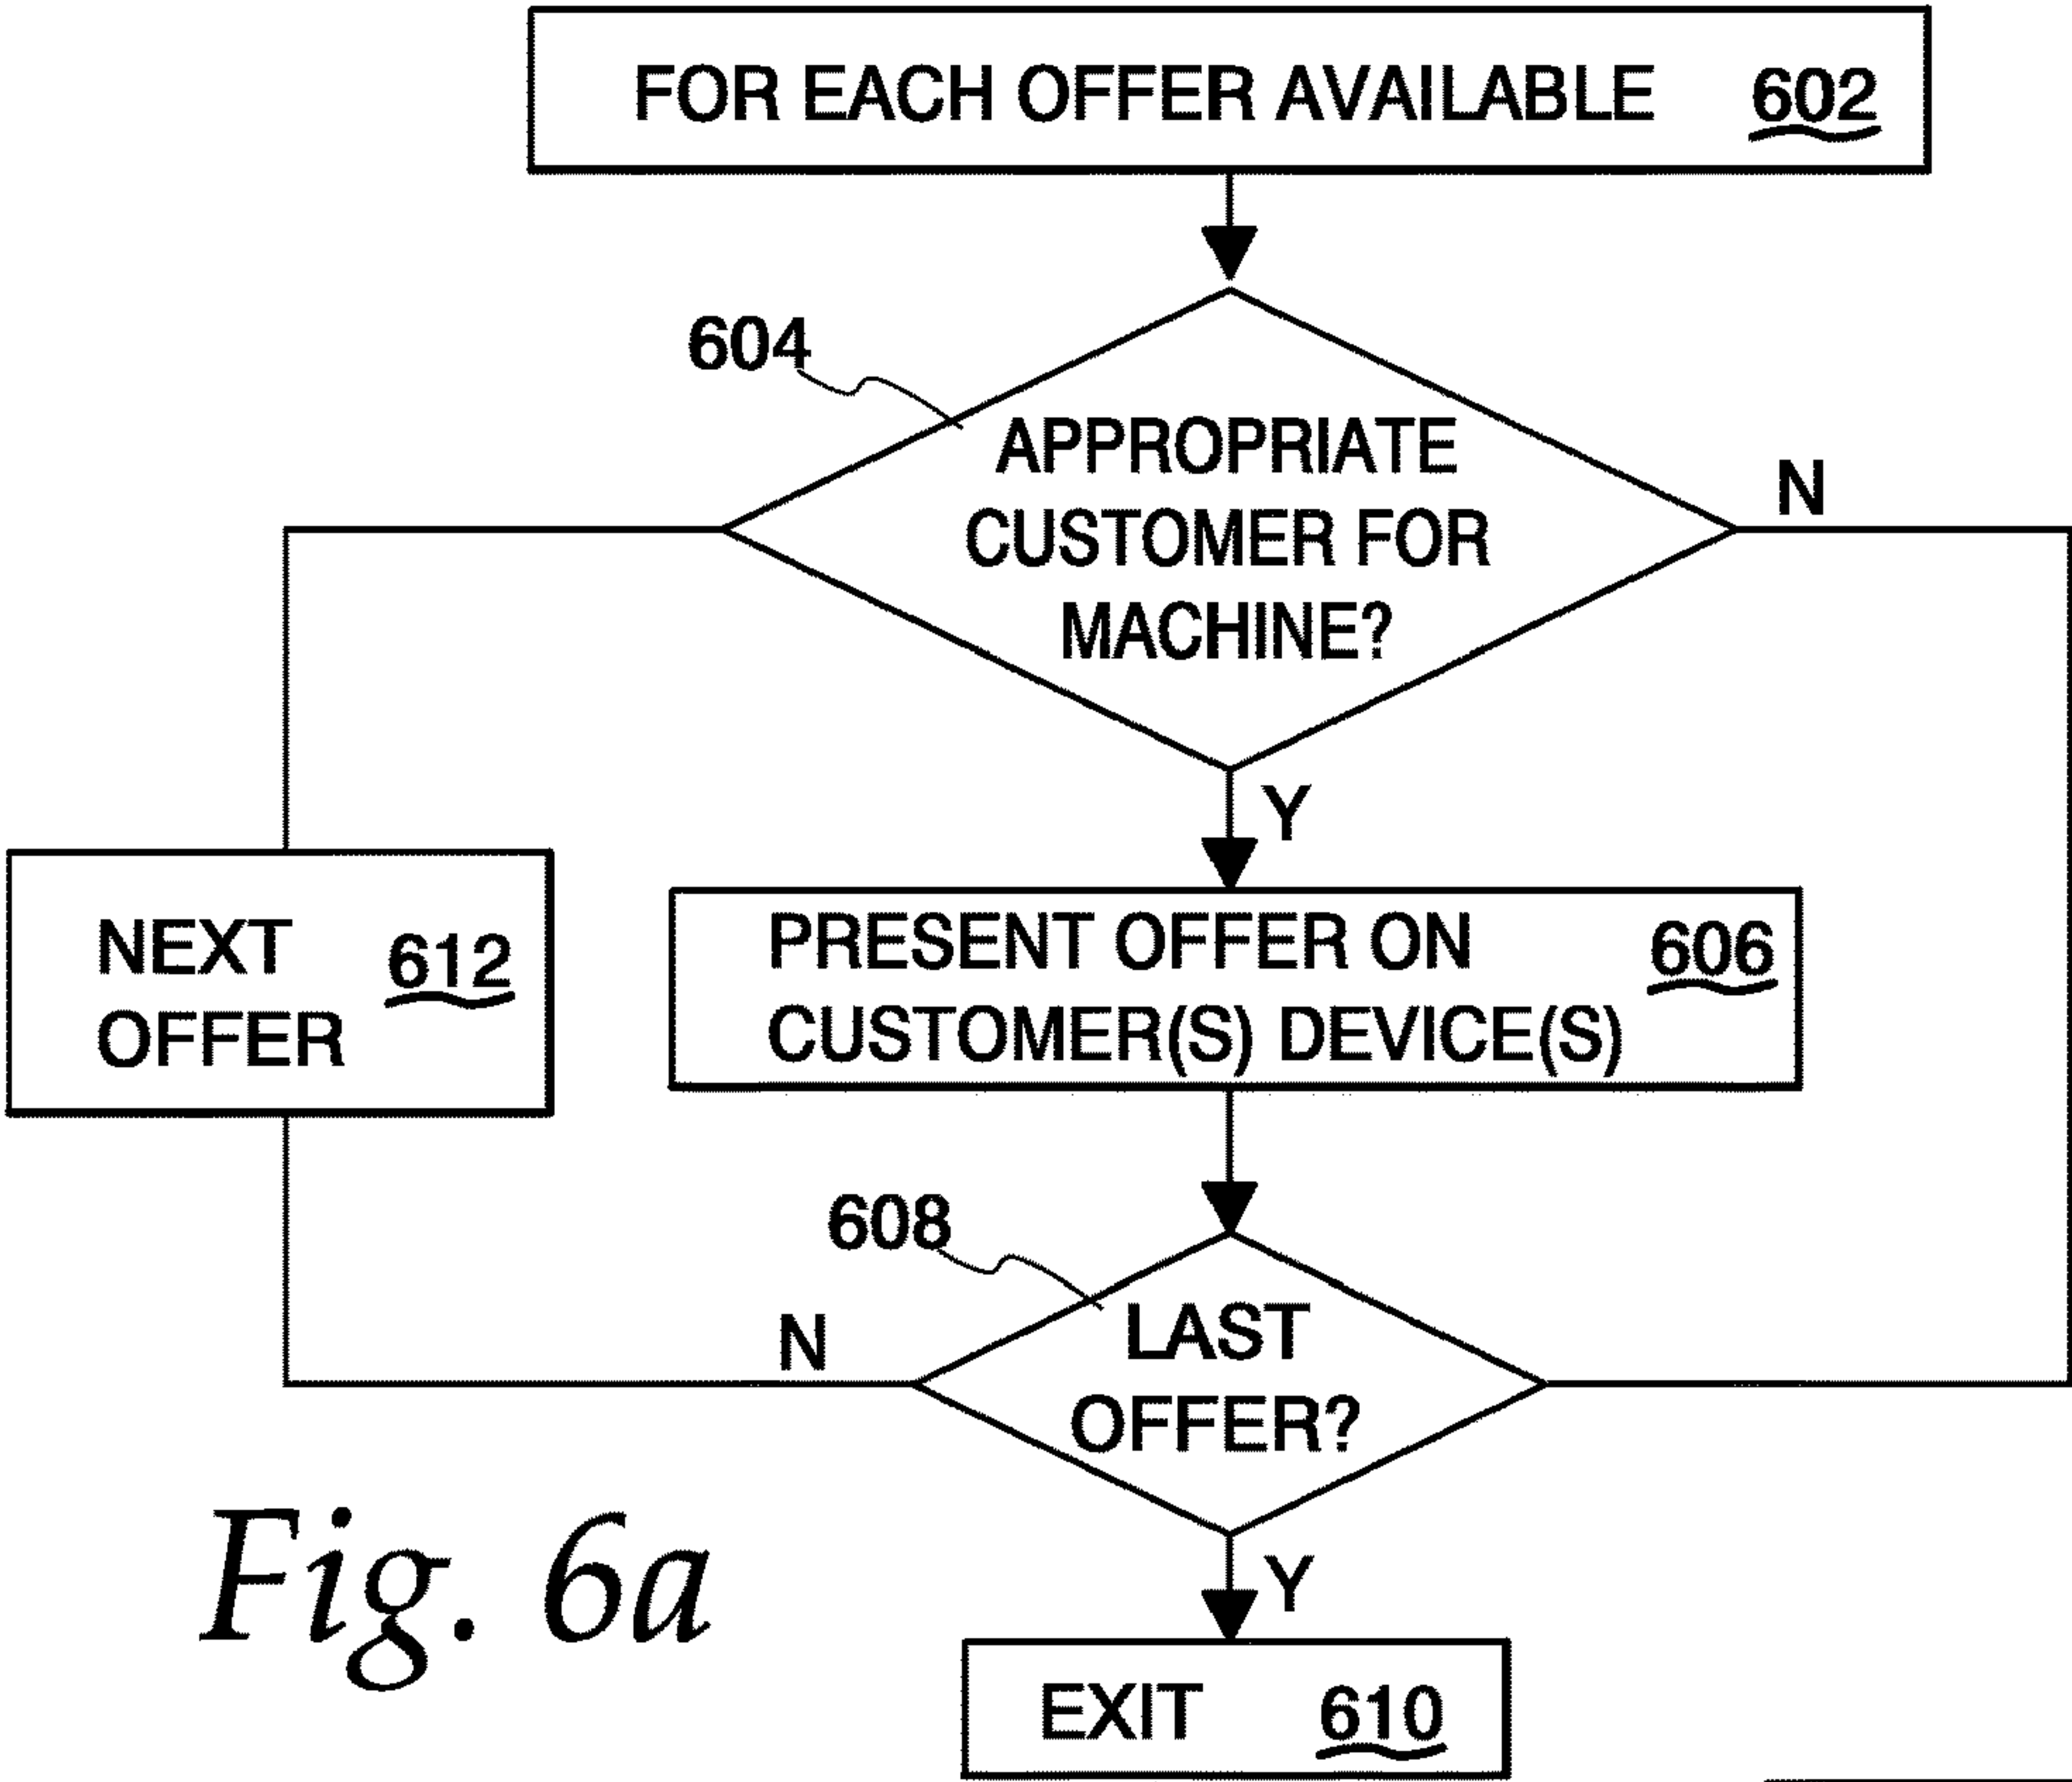 FOR EACH OFFER AVAILABLE 602
604
APPROPRIATE
CUSTOMER FOR
MACHINE?
N
Y
NEXT 612
OFFER
PRESENT OFFER ON 606
CUSTOMER(S) DEVICE(S)
608
N
LAST
OFFER?
Y
EXIT 610
Fig. 6a